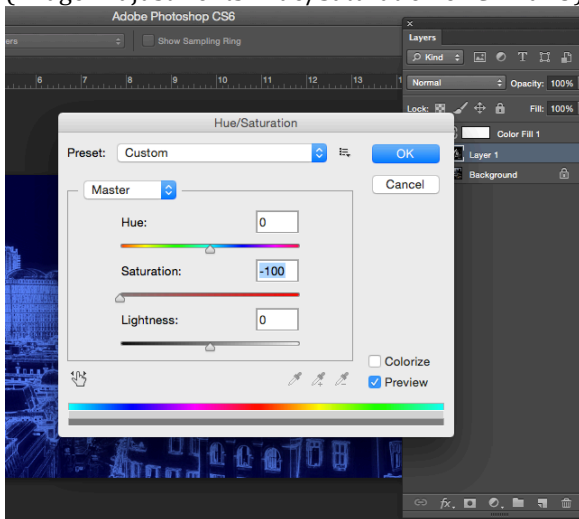 Adobe Photoshop CS6
Show Sampling Ring
6 7 8 9 10 11 12 13
Layers
Kind
Normal Opacity: 100%
Lock: Fill: 100%
Color Fill 1
Layer 1
Background
Hue/Saturation
Preset: Custom OK
Master Cancel
Hue: 0
Saturation: -100
Lightness: 0
Colorize
Preview
fx